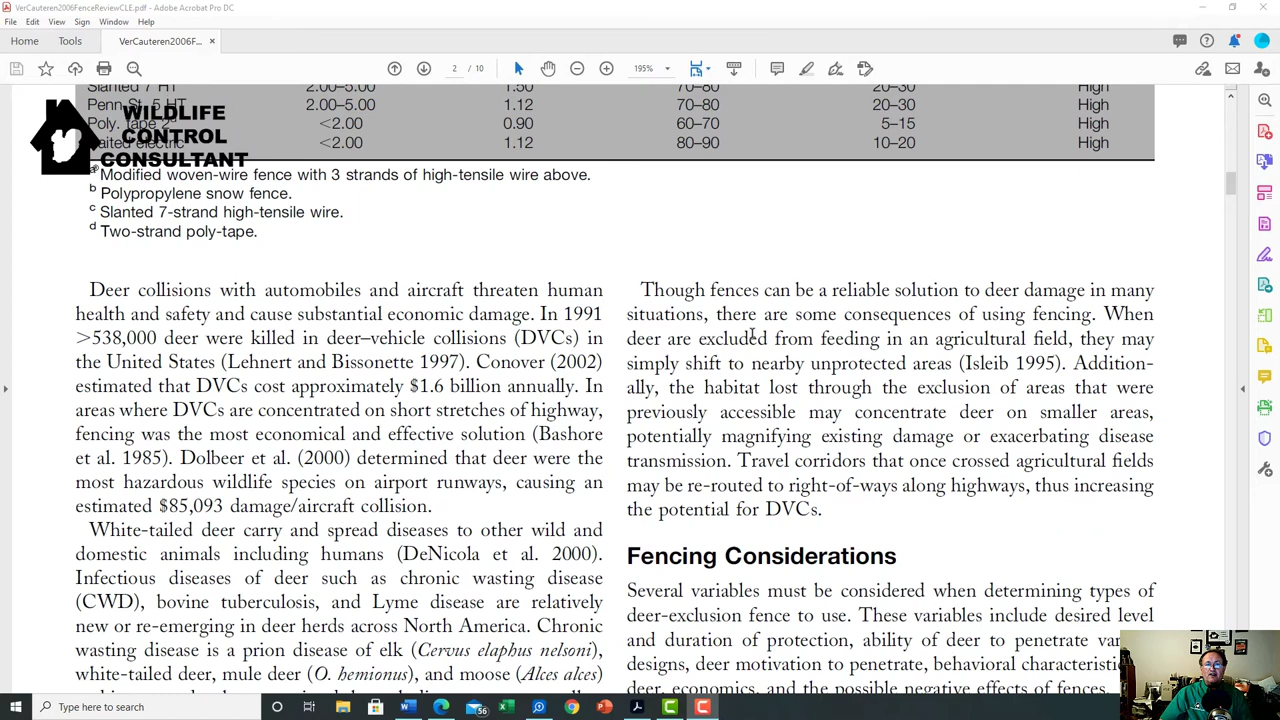 VerCauteren2006FenceReviewCLE.pdf - Adobe Acrobat Pro DC
File Edit View Sign Window Help
Home Tools VerCauteren2006F... ×
2 / 10 195%
Slanted 7 HT 2.00–5.00 1.50 70–80 20–30 High
Penn St. 5 HT 2.00–5.00 1.12 70–80 20–30 High
Poly. tape 2d <2.00 0.90 60–70 5–15 High
aited electric <2.00 1.12 80–90 10–20 High
WILDLIFE
CONTROL
CONSULTANT
a Modified woven-wire fence with 3 strands of high-tensile wire above.
b Polypropylene snow fence.
c Slanted 7-strand high-tensile wire.
d Two-strand poly-tape.
Deer collisions with automobiles and aircraft threaten human
health and safety and cause substantial economic damage. In 1991
>538,000 deer were killed in deer–vehicle collisions (DVCs) in
the United States (Lehnert and Bissonette 1997). Conover (2002)
estimated that DVCs cost approximately $1.6 billion annually. In
areas where DVCs are concentrated on short stretches of highway,
fencing was the most economical and effective solution (Bashore
et al. 1985). Dolbeer et al. (2000) determined that deer were the
most hazardous wildlife species on airport runways, causing an
estimated $85,093 damage/aircraft collision.
White-tailed deer carry and spread diseases to other wild and
domestic animals including humans (DeNicola et al. 2000).
Infectious diseases of deer such as chronic wasting disease
(CWD), bovine tuberculosis, and Lyme disease are relatively
new or re-emerging in deer herds across North America. Chronic
wasting disease is a prion disease of elk (Cervus elaphus nelsoni),
white-tailed deer, mule deer (O. hemionus), and moose (Alces alces)
Though fences can be a reliable solution to deer damage in many
situations, there are some consequences of using fencing. When
deer are excluded from feeding in an agricultural field, they may
simply shift to nearby unprotected areas (Isleib 1995). Addition-
ally, the habitat lost through the exclusion of areas that were
previously accessible may concentrate deer on smaller areas,
potentially magnifying existing damage or exacerbating disease
transmission. Travel corridors that once crossed agricultural fields
may be re-routed to right-of-ways along highways, thus increasing
the potential for DVCs.
Fencing Considerations
Several variables must be considered when determining types of
deer-exclusion fence to use. These variables include desired level
and duration of protection, ability of deer to penetrate
designs, deer motivation to penetrate, behavioral
deer, economics, and the possible negative effects of fences.
Type here to search
56